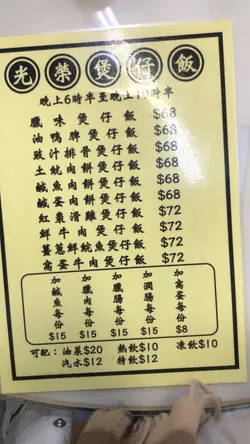 光榮煲仔飯
晚上6時半至晚上11時半
臘味煲仔飯 $68
油鴨脾煲仔飯 $68
豉汁排骨煲仔飯 $68
土魷肉餅煲仔飯 $68
鹹魚肉餅煲仔飯 $68
鹹蛋肉餅煲仔飯 $68
紅棗滑雞煲仔飯 $72
鮮牛肉煲仔飯 $72
薑蔥鮮鯇魚煲仔飯 $72
窩蛋牛肉煲仔飯 $72
加鹹魚每份 $15
加臘肉每份 $15
加臘腸每份 $15
加潤腸每份 $15
加窩蛋每份 $8
可配：油菜$20 熱飲$10 凍飲$10
汽水$12 特飲$12